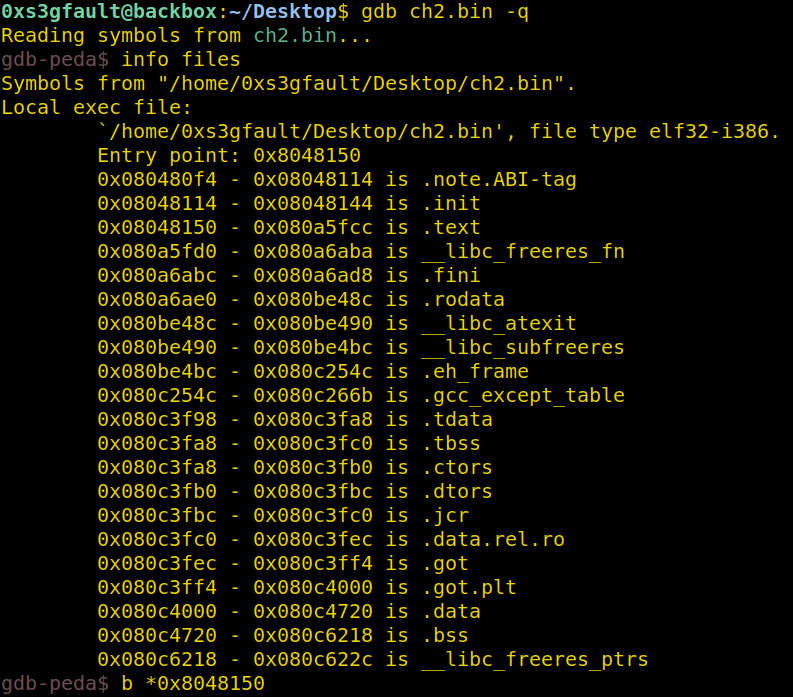 0xs3gfault@backbox:~/Desktop$ gdb ch2.bin -q
Reading symbols from ch2.bin...
gdb-peda$ info files
Symbols from "/home/0xs3gfault/Desktop/ch2.bin".
Local exec file:
        `/home/0xs3gfault/Desktop/ch2.bin', file type elf32-i386.
        Entry point: 0x8048150
        0x080480f4 - 0x08048114 is .note.ABI-tag
        0x08048114 - 0x08048144 is .init
        0x08048150 - 0x080a5fcc is .text
        0x080a5fd0 - 0x080a6aba is __libc_freeres_fn
        0x080a6abc - 0x080a6ad8 is .fini
        0x080a6ae0 - 0x080be48c is .rodata
        0x080be48c - 0x080be490 is __libc_atexit
        0x080be490 - 0x080be4bc is __libc_subfreeres
        0x080be4bc - 0x080c254c is .eh_frame
        0x080c254c - 0x080c266b is .gcc_except_table
        0x080c3f98 - 0x080c3fa8 is .tdata
        0x080c3fa8 - 0x080c3fc0 is .tbss
        0x080c3fa8 - 0x080c3fb0 is .ctors
        0x080c3fb0 - 0x080c3fbc is .dtors
        0x080c3fbc - 0x080c3fc0 is .jcr
        0x080c3fc0 - 0x080c3fec is .data.rel.ro
        0x080c3fec - 0x080c3ff4 is .got
        0x080c3ff4 - 0x080c4000 is .got.plt
        0x080c4000 - 0x080c4720 is .data
        0x080c4720 - 0x080c6218 is .bss
        0x080c6218 - 0x080c622c is __libc_freeres_ptrs
gdb-peda$ b *0x8048150